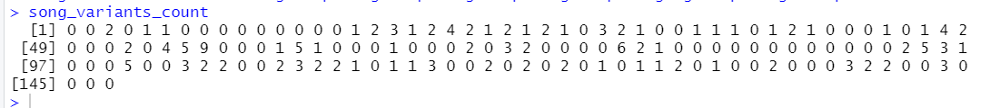 > song_variants_count
[1] 0 0 2 0 1 1 0 0 0 0 0 0 0 0 0 1 2 3 1 2 4 2 1 2 1 2 1 0 3 2 1 0 0 1 1 1 0 1 2 1 0 0 0 1 0 1 4 2
[49] 0 0 0 2 0 4 5 9 0 0 0 1 5 1 0 0 0 1 0 0 0 2 0 3 2 0 0 0 0 6 2 1 0 0 0 0 0 0 0 0 0 0 0 0 2 5 3 1
[97] 0 0 0 5 0 0 3 2 2 0 0 2 3 2 2 1 0 1 1 3 0 0 2 0 2 0 2 0 1 0 1 1 2 0 1 0 0 2 0 0 0 3 2 2 0 0 3 0
[145] 0 0 0
>